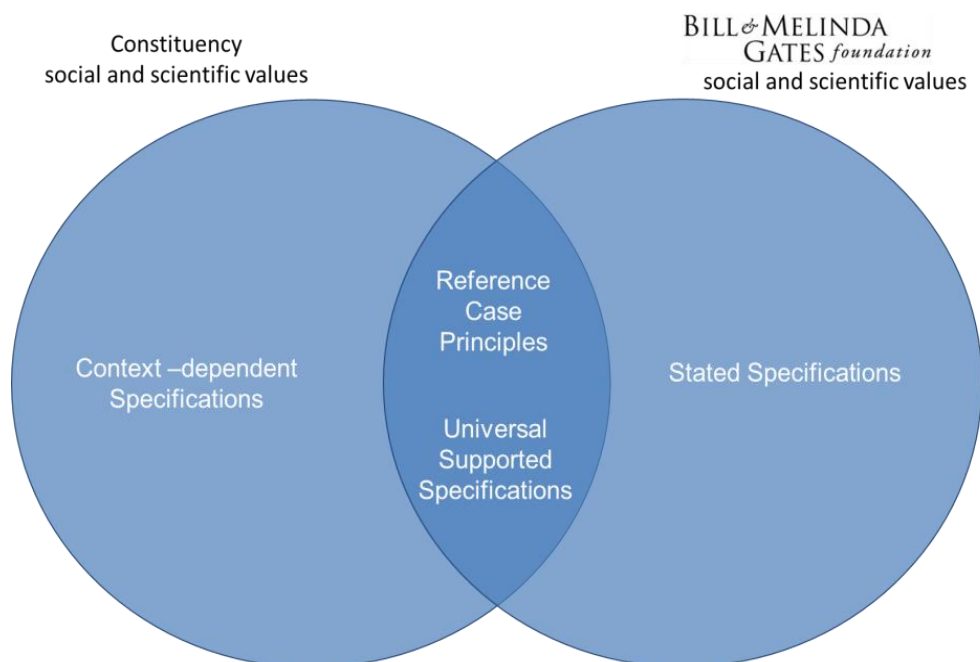 Constituency
social and scientific values
BILL & MELINDA
GATES foundation
social and scientific values
Context –dependent
Specifications
Reference
Case
Principles
Universal
Supported
Specifications
Stated Specifications